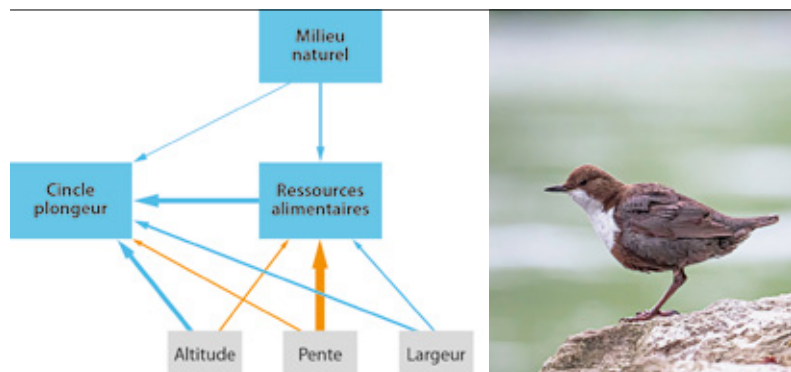 Milieu
naturel
Cincle
plongeur
Ressources
alimentaires
Altitude
Pente
Largeur